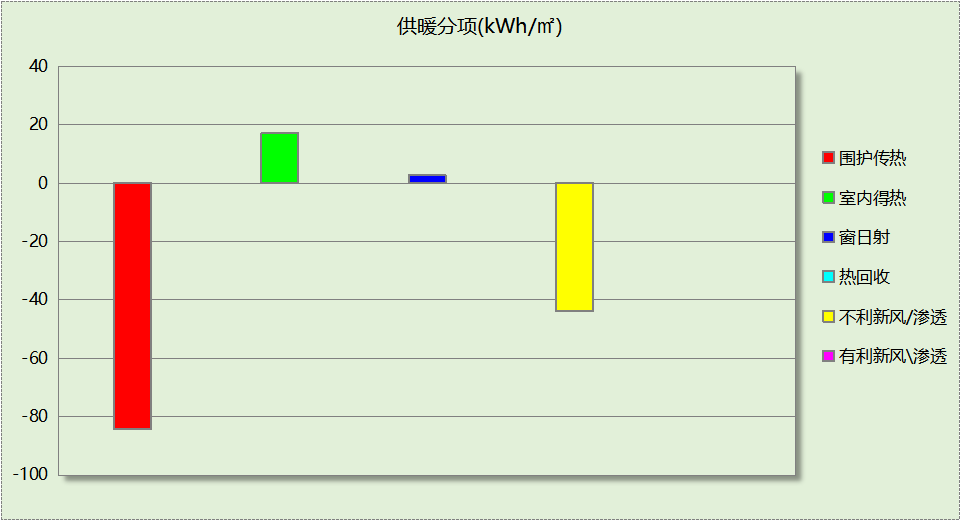 供暖分项(kWh/㎡)
40
20
0
-20
-40
-60
-80
-100
围护传热
室内得热
窗日射
热回收
不利新风/渗透
有利新风\渗透